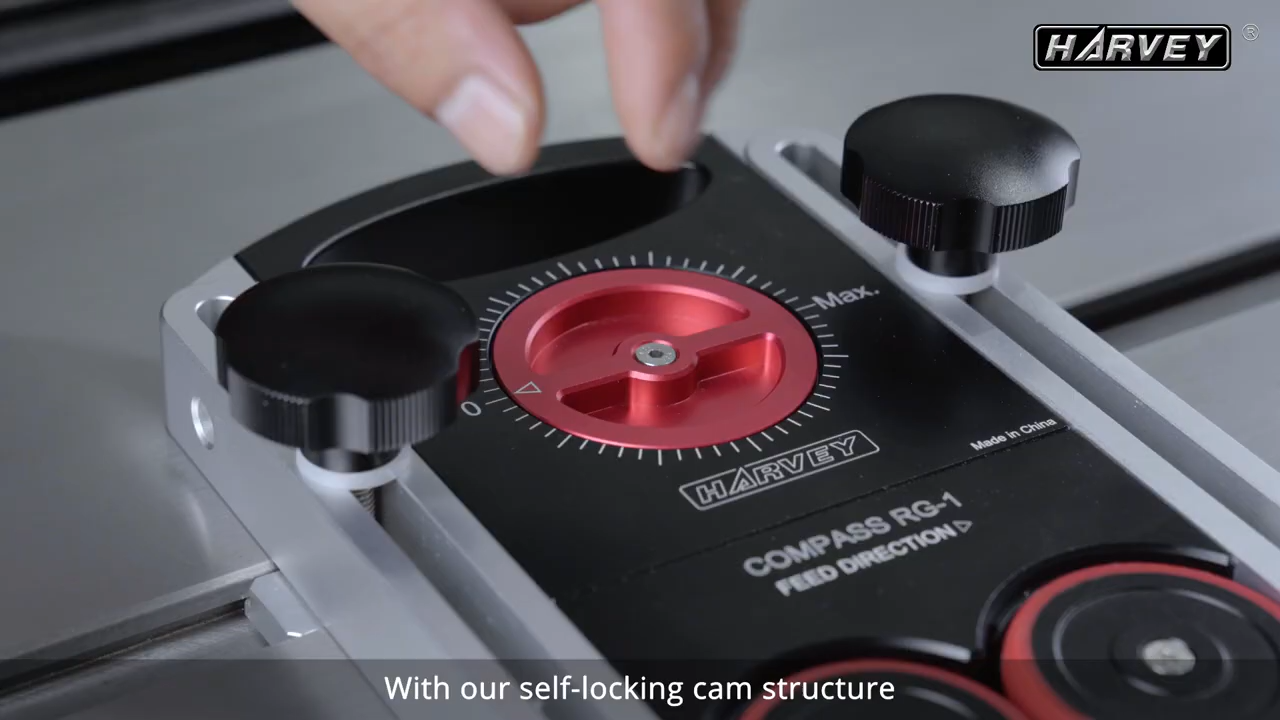 HARVEY ®
Max.
0
Made in China
HARVEY
COMPASS RG-1
FEED DIRECTION
With our self-locking cam structure